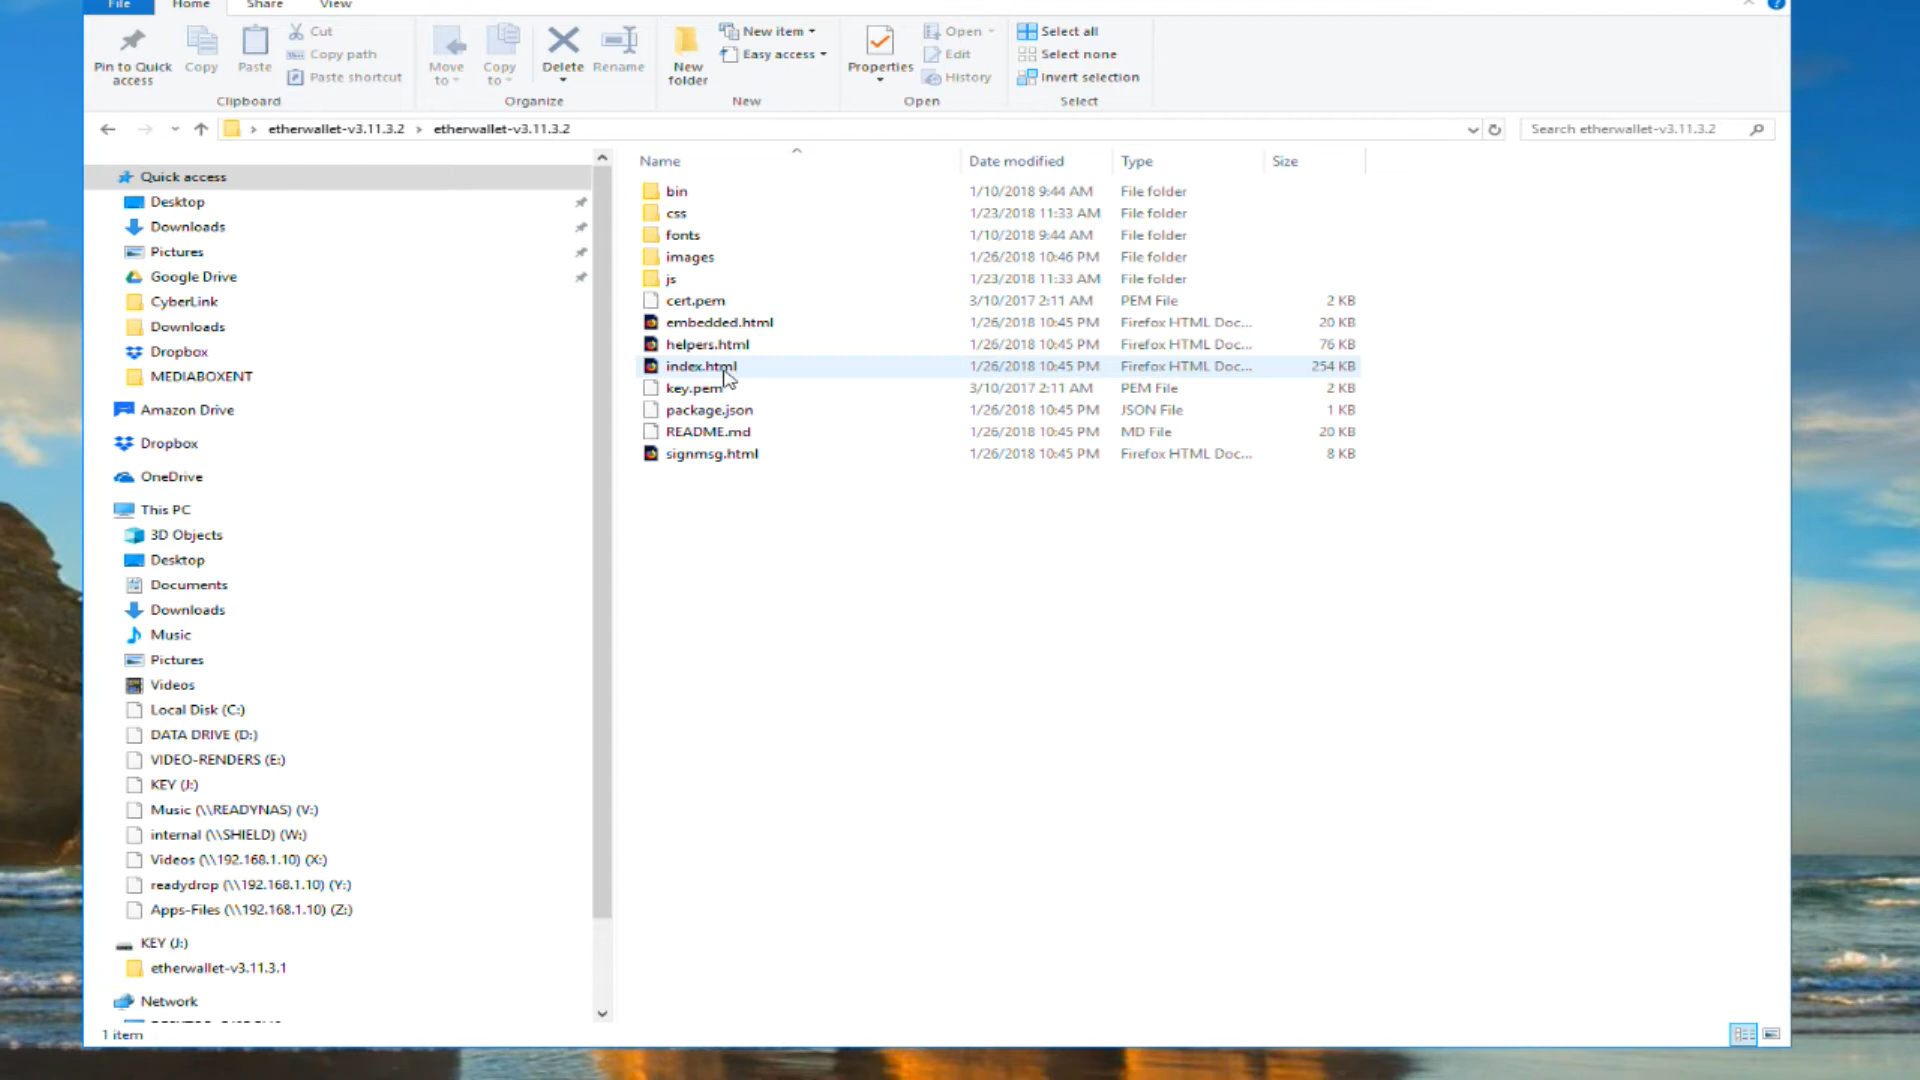 File Home Share View
Pin to Quick access
Copy
Paste
Cut
Copy path
Paste shortcut
Clipboard
Move to
Copy to
Delete
Rename
Organize
New folder
New item
Easy access
New
Properties
Open
Edit
History
Open
Select all
Select none
Invert selection
Select
etherwallet-v3.11.3.2 › etherwallet-v3.11.3.2
Search etherwallet-v3.11.3.2
Quick access
Desktop
Downloads
Pictures
Google Drive
CyberLink
Downloads
Dropbox
MEDIABOXENT
Amazon Drive
Dropbox
OneDrive
This PC
3D Objects
Desktop
Documents
Downloads
Music
Pictures
Videos
Local Disk (C:)
DATA DRIVE (D:)
VIDEO-RENDERS (E:)
KEY (J:)
Music (\\READYNAS) (V:)
internal (\\SHIELD) (W:)
Videos (\\192.168.1.10) (X:)
readydrop (\\192.168.1.10) (Y:)
Apps-Files (\\192.168.1.10) (Z:)
KEY (J:)
etherwallet-v3.11.3.1
Network
Name Date modified Type Size
bin 1/10/2018 9:44 AM File folder
css 1/23/2018 11:33 AM File folder
fonts 1/10/2018 9:44 AM File folder
images 1/26/2018 10:46 PM File folder
js 1/23/2018 11:33 AM File folder
cert.pem 3/10/2017 2:11 AM PEM File 2 KB
embedded.html 1/26/2018 10:45 PM Firefox HTML Doc... 20 KB
helpers.html 1/26/2018 10:45 PM Firefox HTML Doc... 76 KB
index.html 1/26/2018 10:45 PM Firefox HTML Doc... 254 KB
key.pem 3/10/2017 2:11 AM PEM File 2 KB
package.json 1/26/2018 10:45 PM JSON File 1 KB
README.md 1/26/2018 10:45 PM MD File 20 KB
signmsg.html 1/26/2018 10:45 PM Firefox HTML Doc... 8 KB
1 item